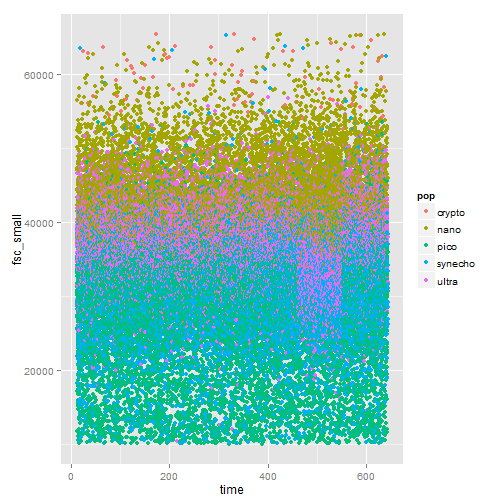 60000
40000
20000
fsc_small
0
200
400
600
time
pop
crypto
nano
pico
synecho
ultra